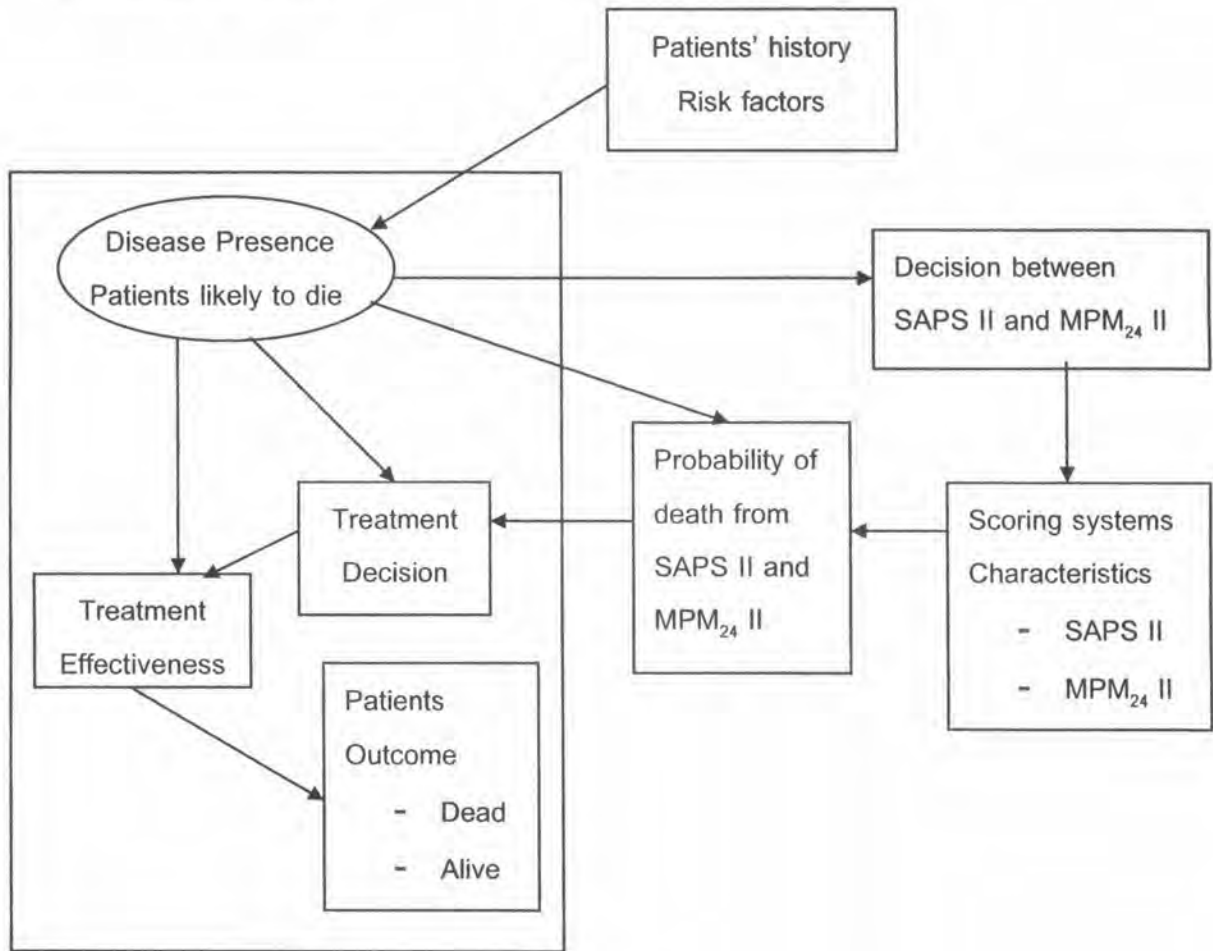 Patients' history
Risk factors
Disease Presence
Patients likely to die
Decision between
SAPS II and MPM₂₄ II
Probability of
death from
SAPS II and
MPM₂₄ II
Scoring systems
Characteristics
- SAPS II
- MPM₂₄ II
Treatment
Decision
Treatment
Effectiveness
Patients
Outcome
- Dead
- Alive